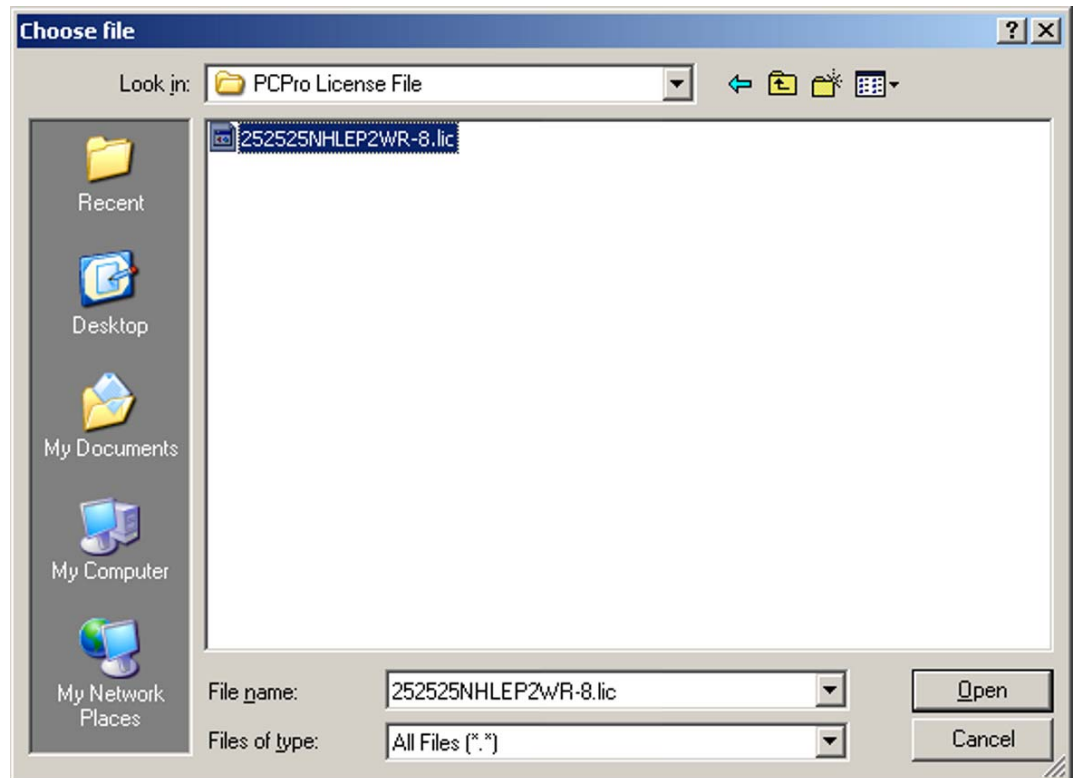 Choose file
Look in:
PCPro License File
252525NHLEP2WR-8.lic
Recent
Desktop
My Documents
My Computer
My Network
Places
File name:
252525NHLEP2WR-8.lic
Open
Files of type:
All Files (*.*)
Cancel